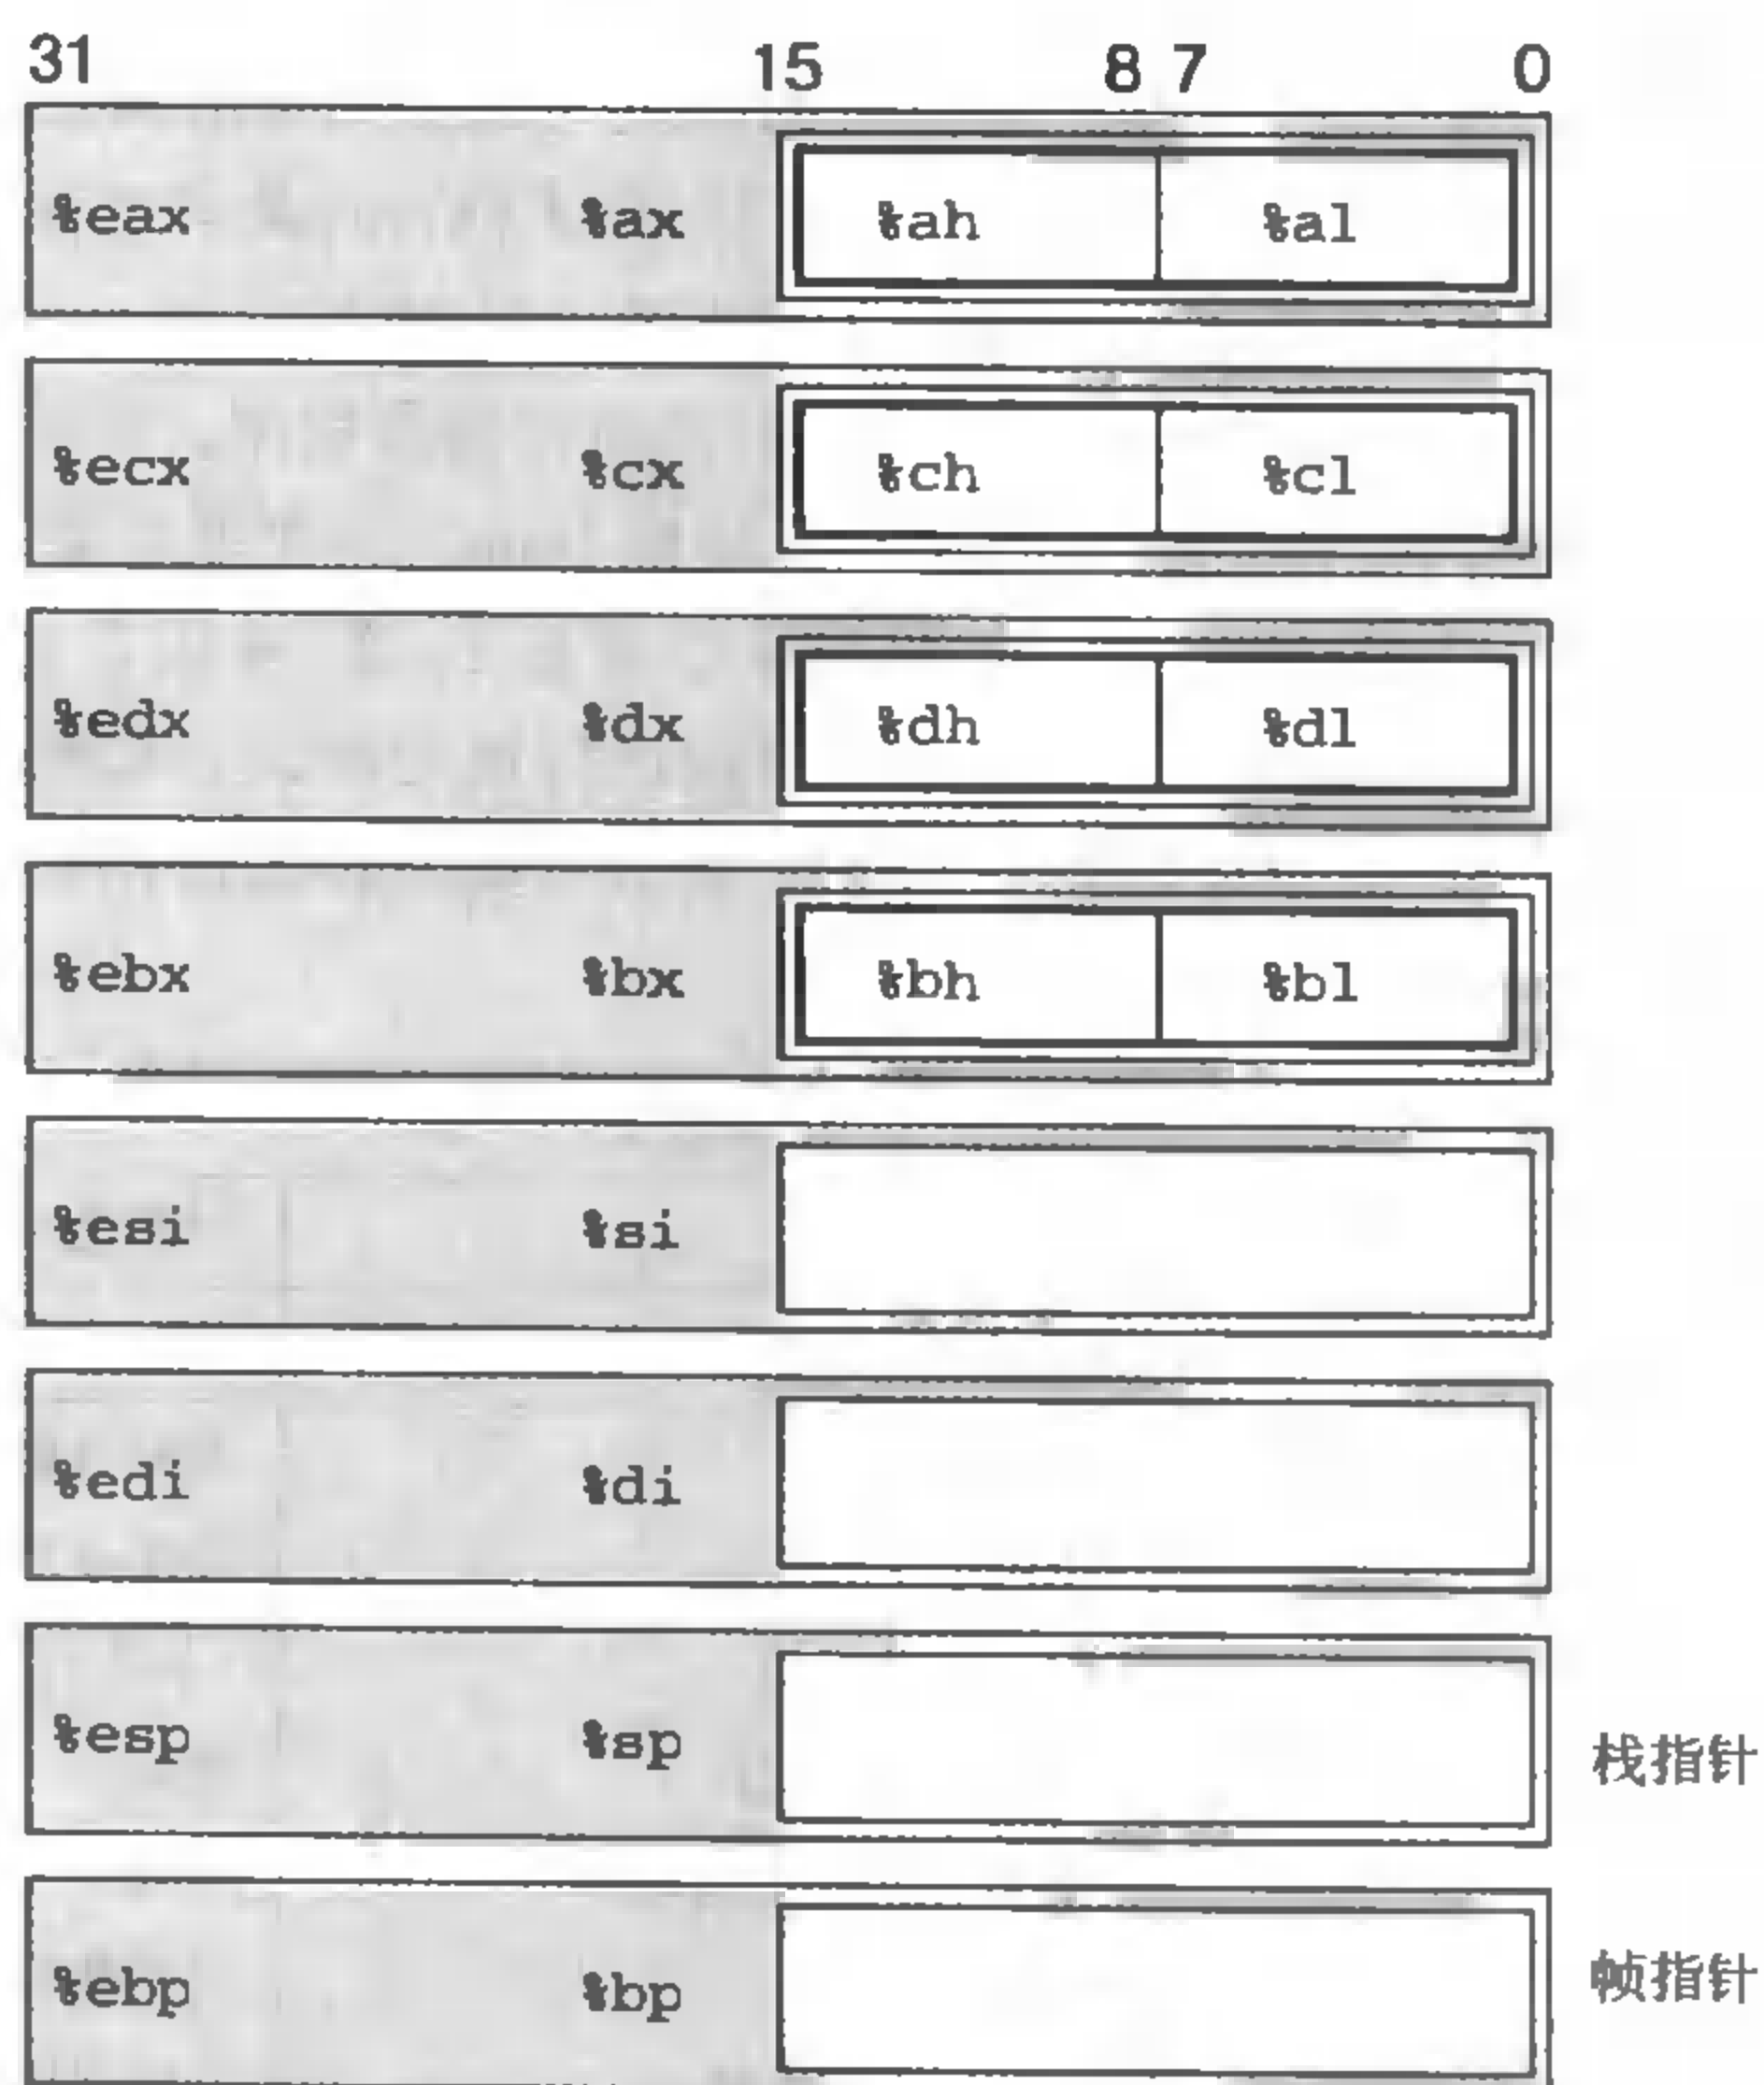 31 15 8 7 0
%eax %ax %ah %al
%ecx %cx %ch %cl
%edx %dx %dh %dl
%ebx %bx %bh %bl
%esi %si
%edi %di
%esp %sp 栈指针
%ebp %bp 帧指针